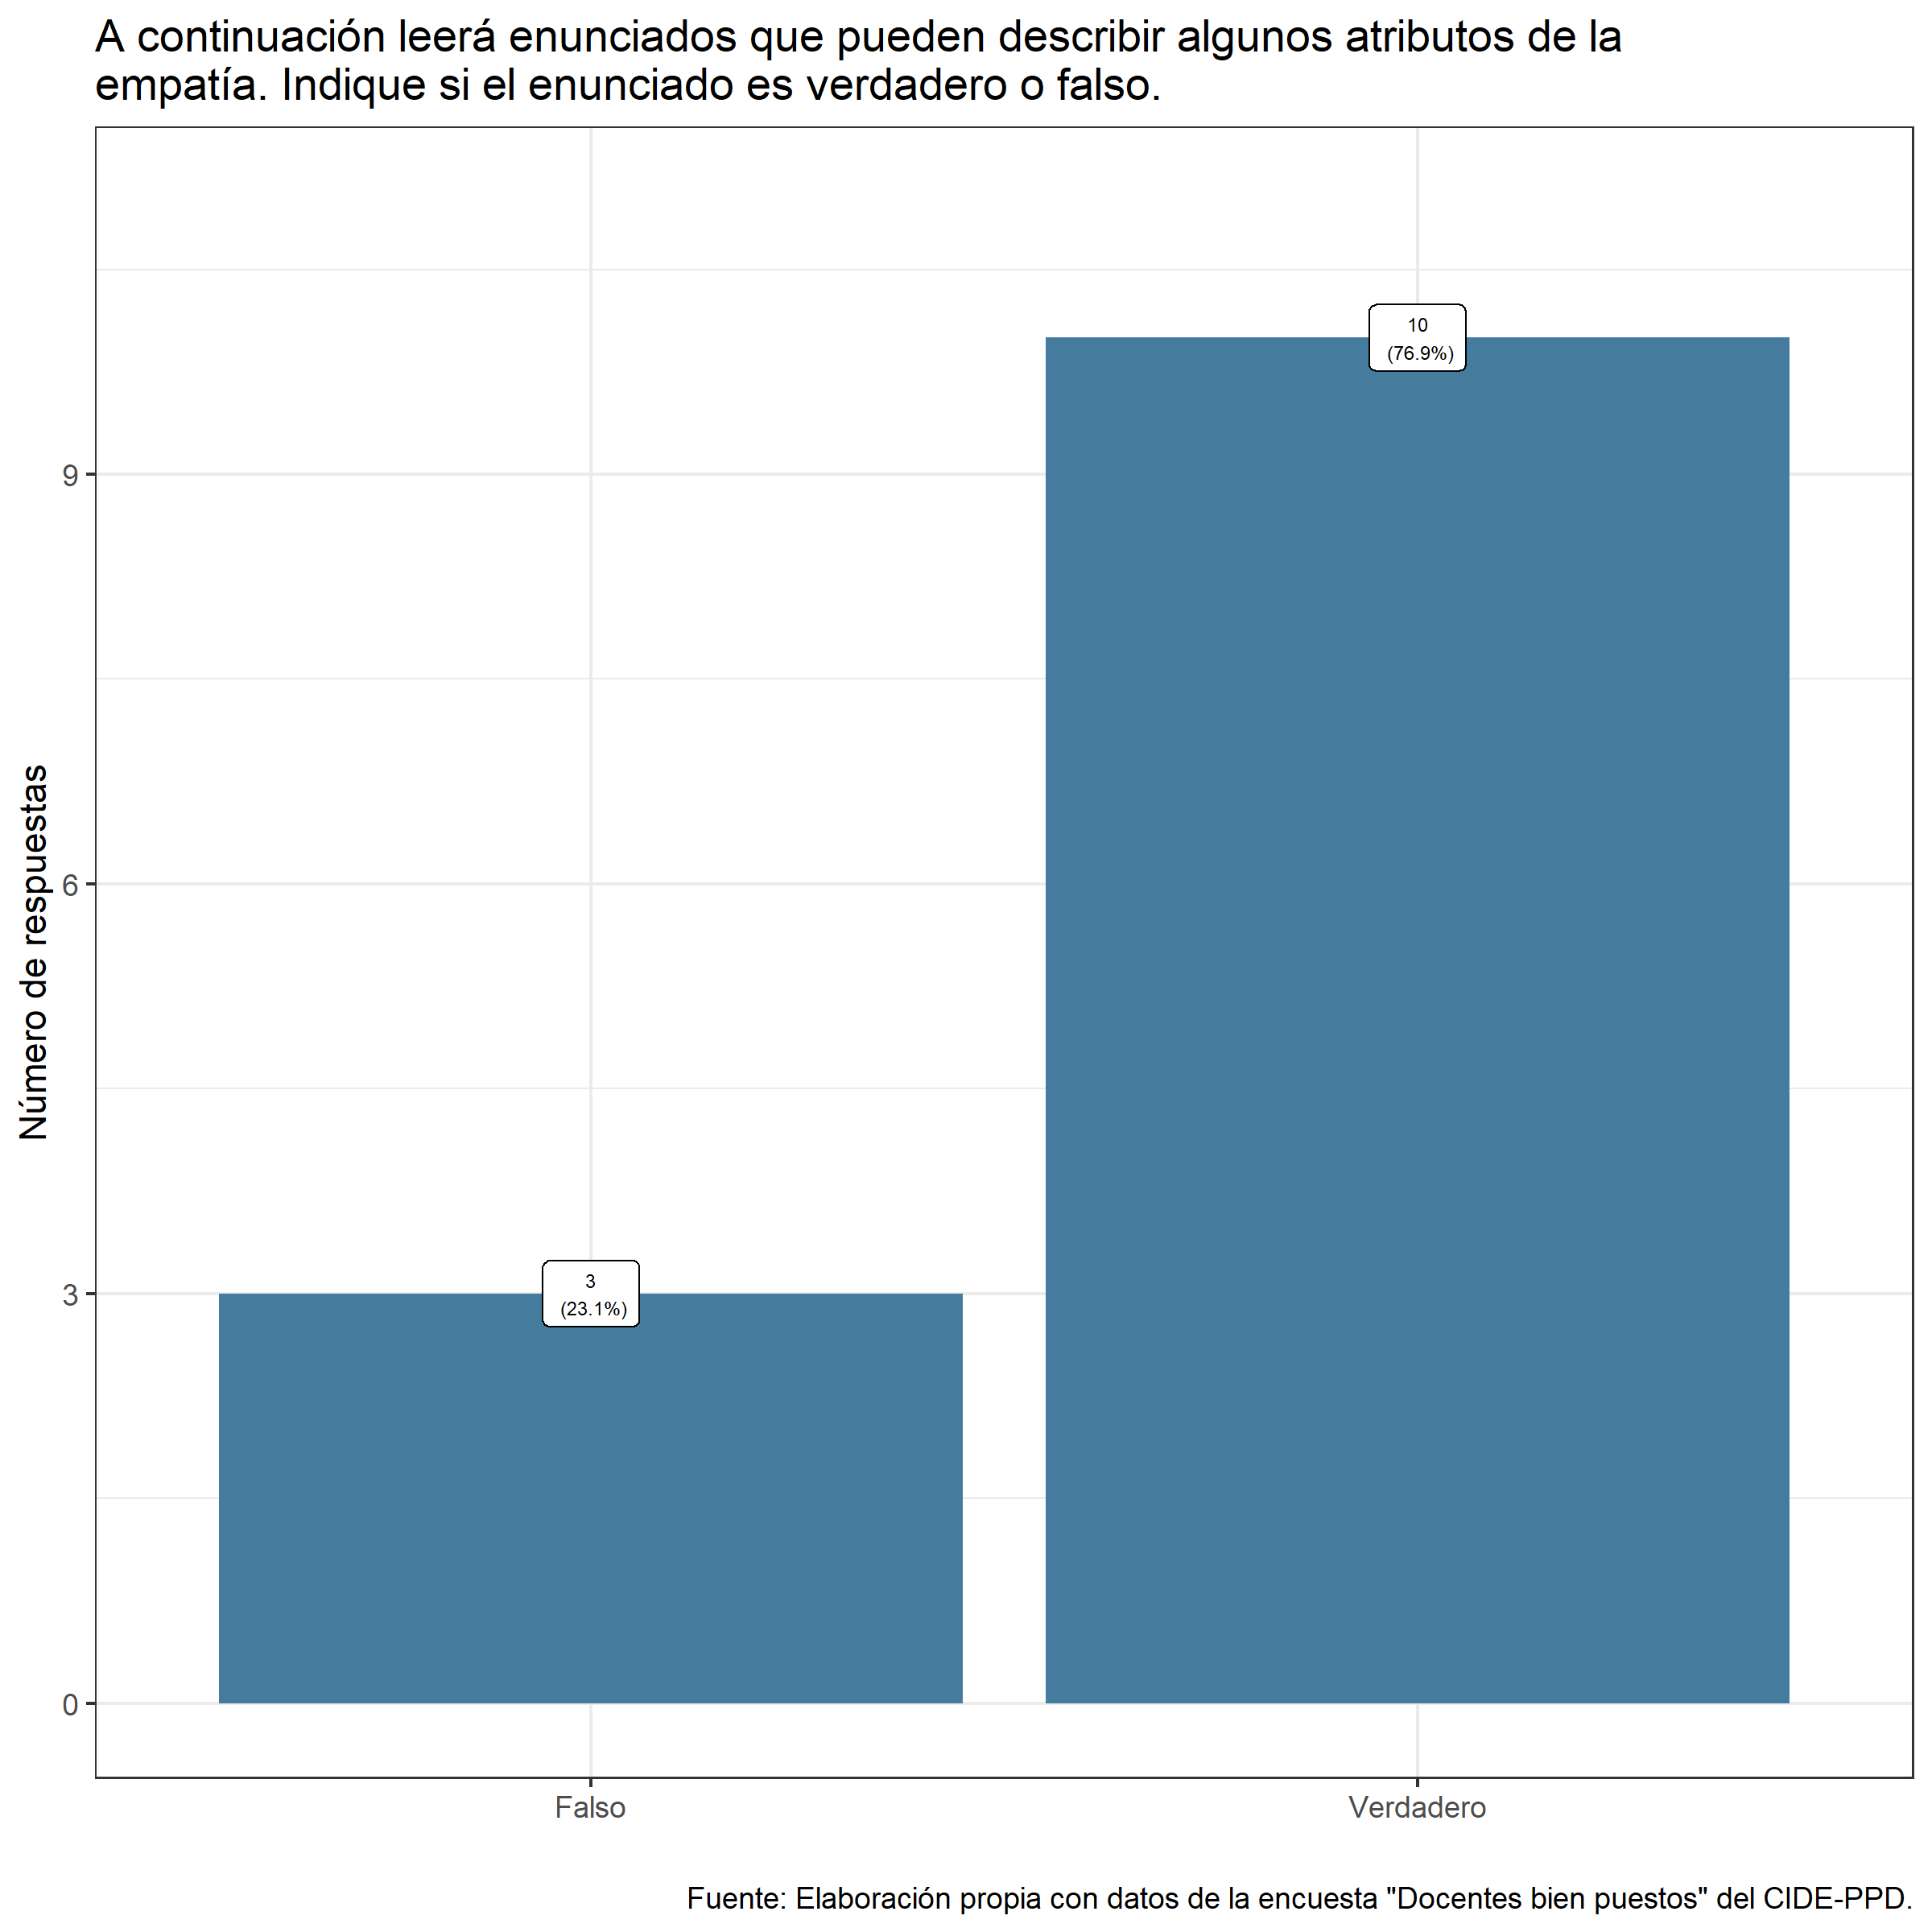 A continuación leerá enunciados que pueden describir algunos atributos de la
empatía. Indique si el enunciado es verdadero o falso.
Número de respuestas
9
6
3
0
10
(76.9%)
3
(23.1%)
Falso
Verdadero
Fuente: Elaboración propia con datos de la encuesta "Docentes bien puestos" del CIDE-PPD.